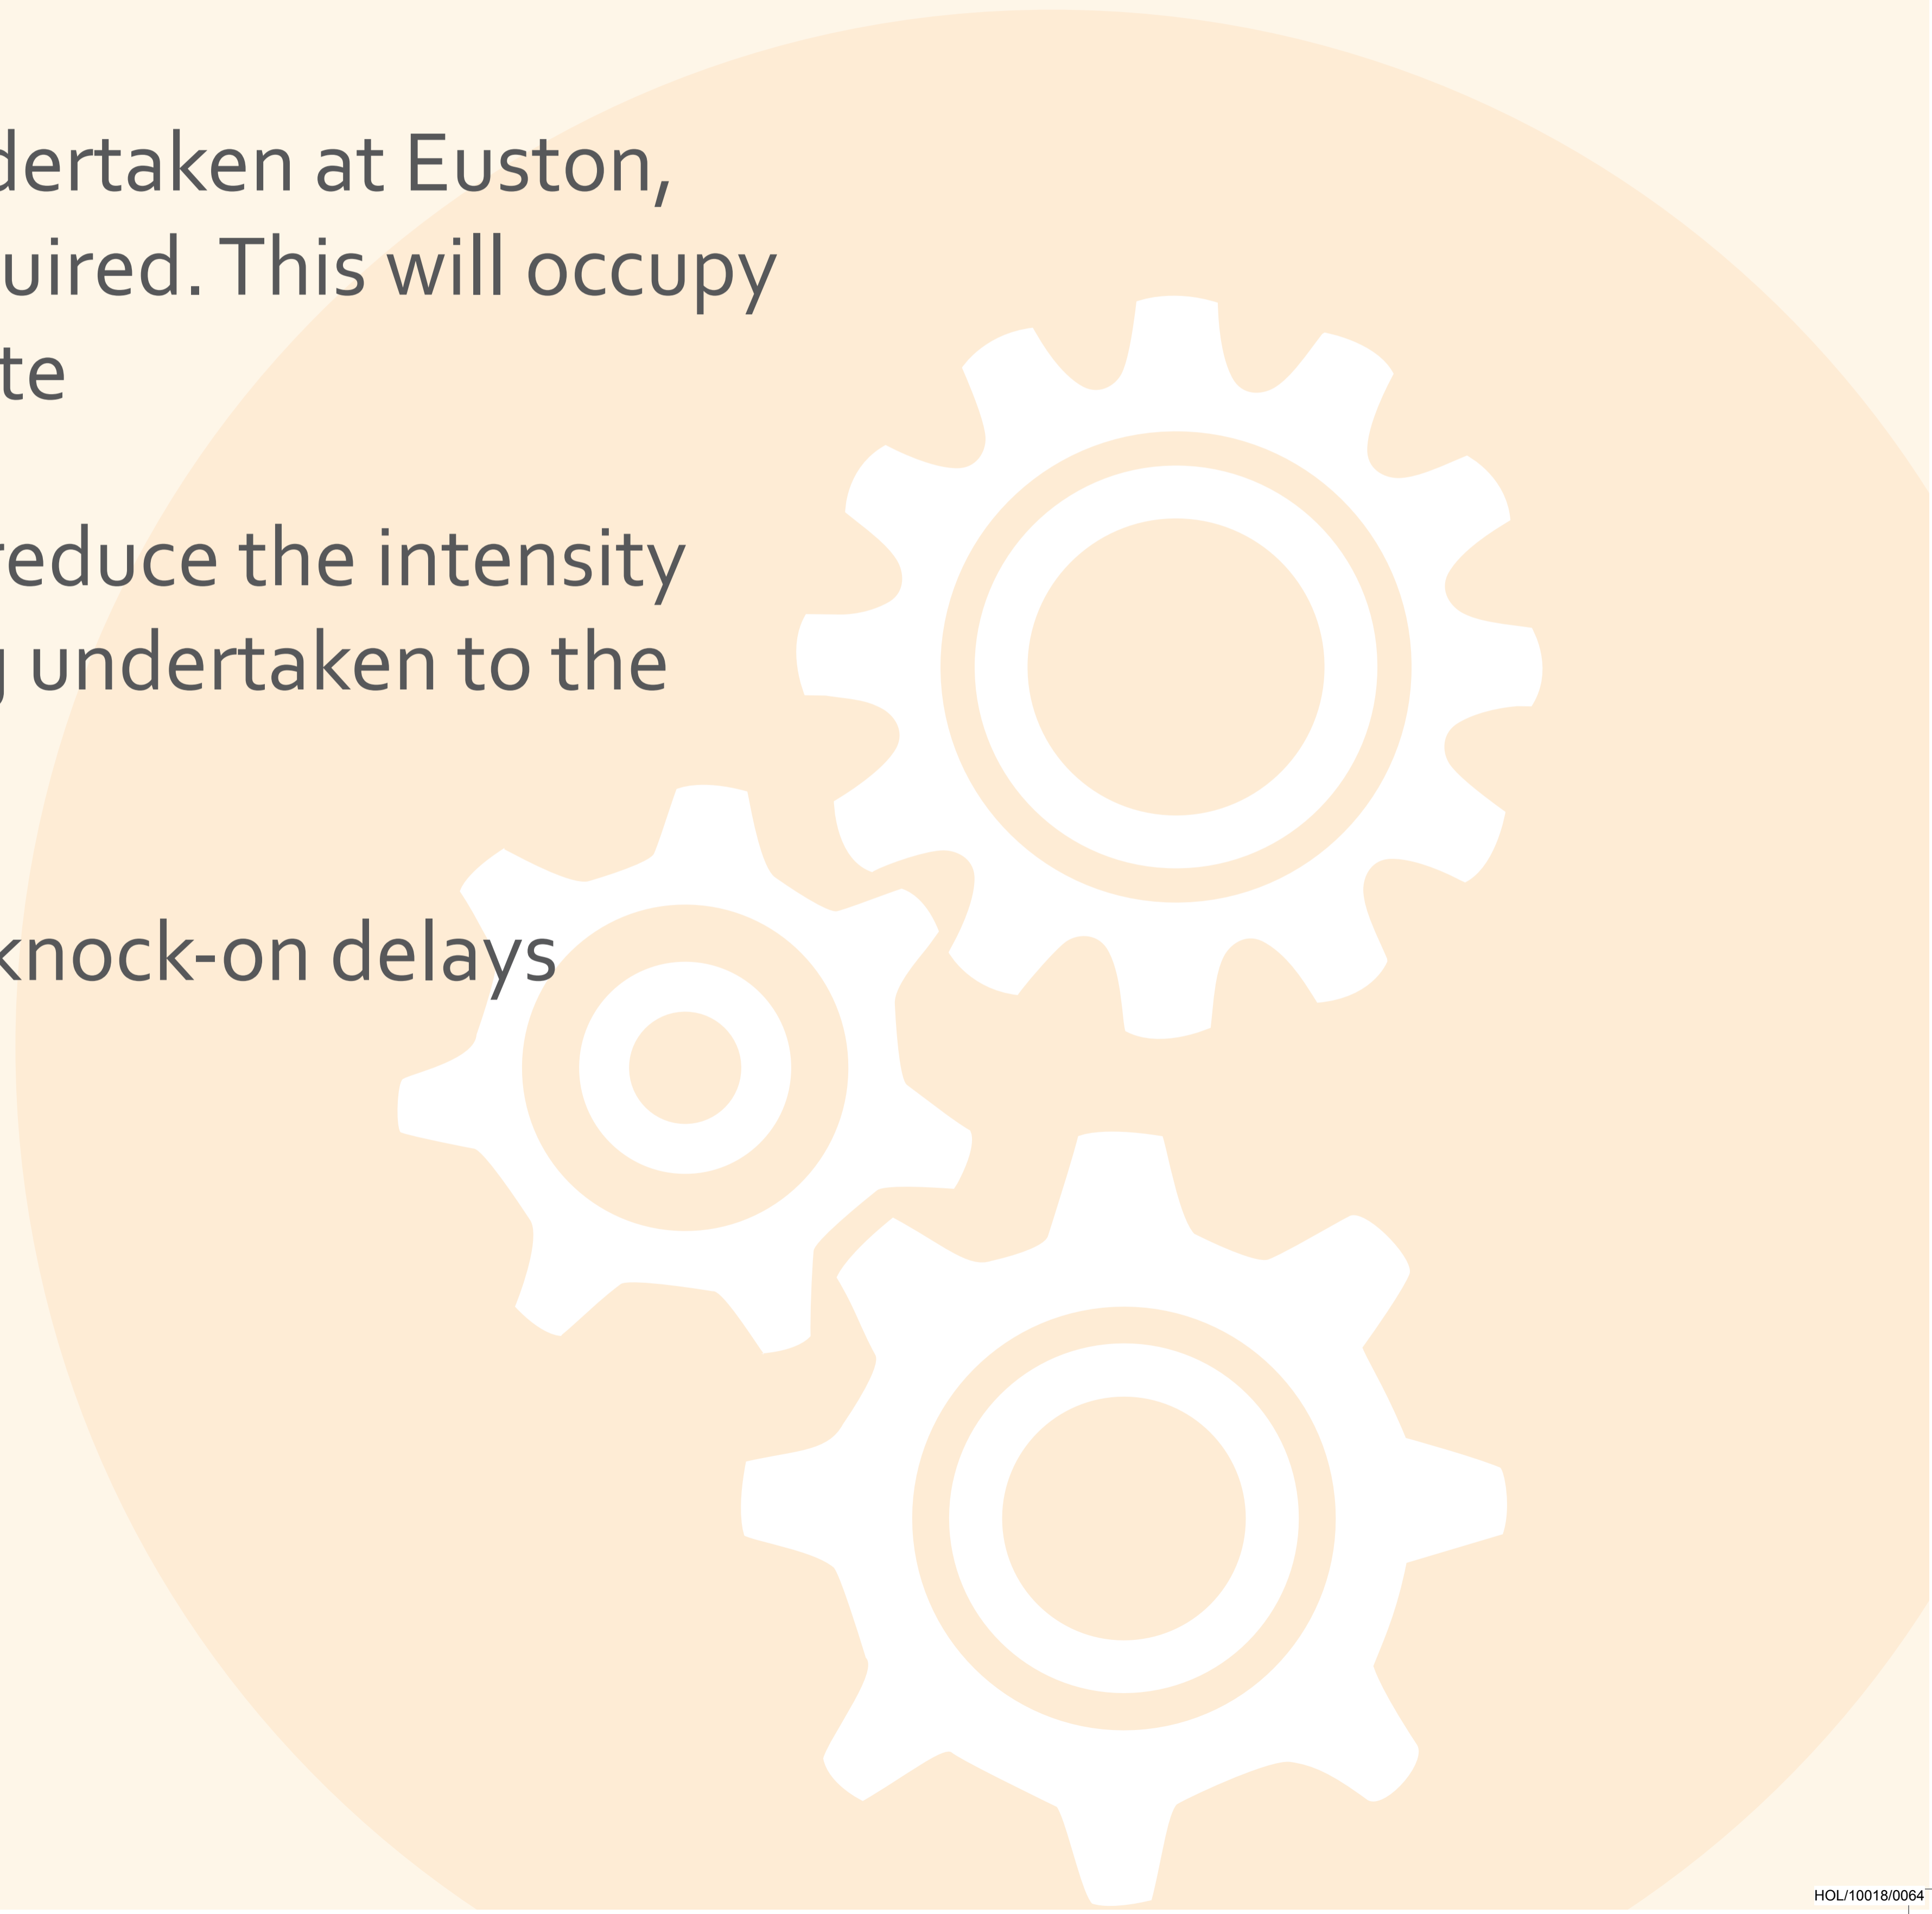 dertaken at Euston,
uired. This will occupy
te
reduce the intensity
undertaken to the
knock-on delays
HOL/10018/0064